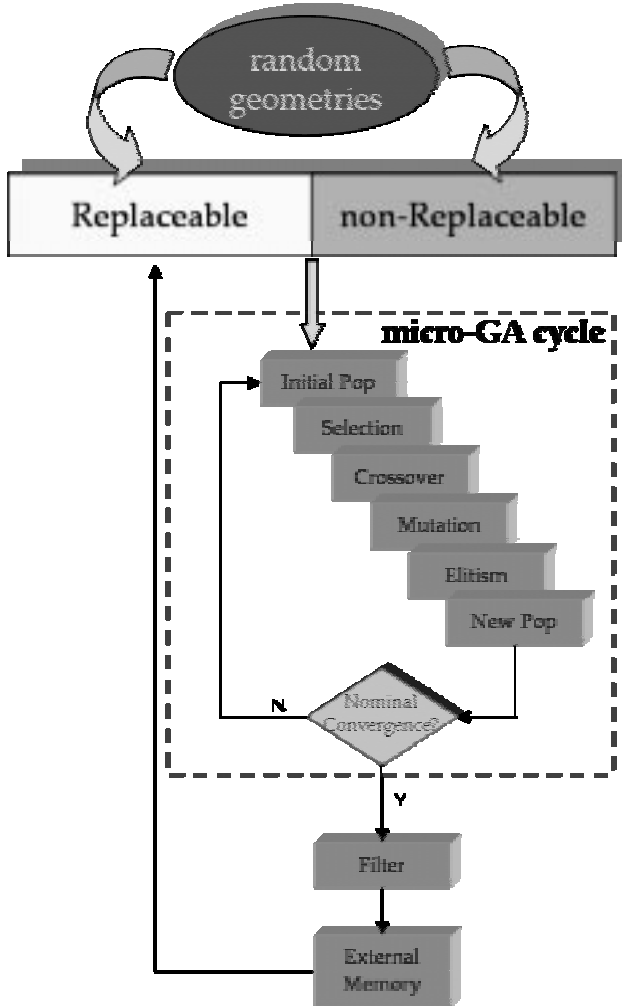 random
geometries
Replaceable
non-Replaceable
micro-GA cycle
Initial Pop
Selection
Crossover
Mutation
Elitism
New Pop
Nominal
Convergence?
N
Y
Filter
External
Memory